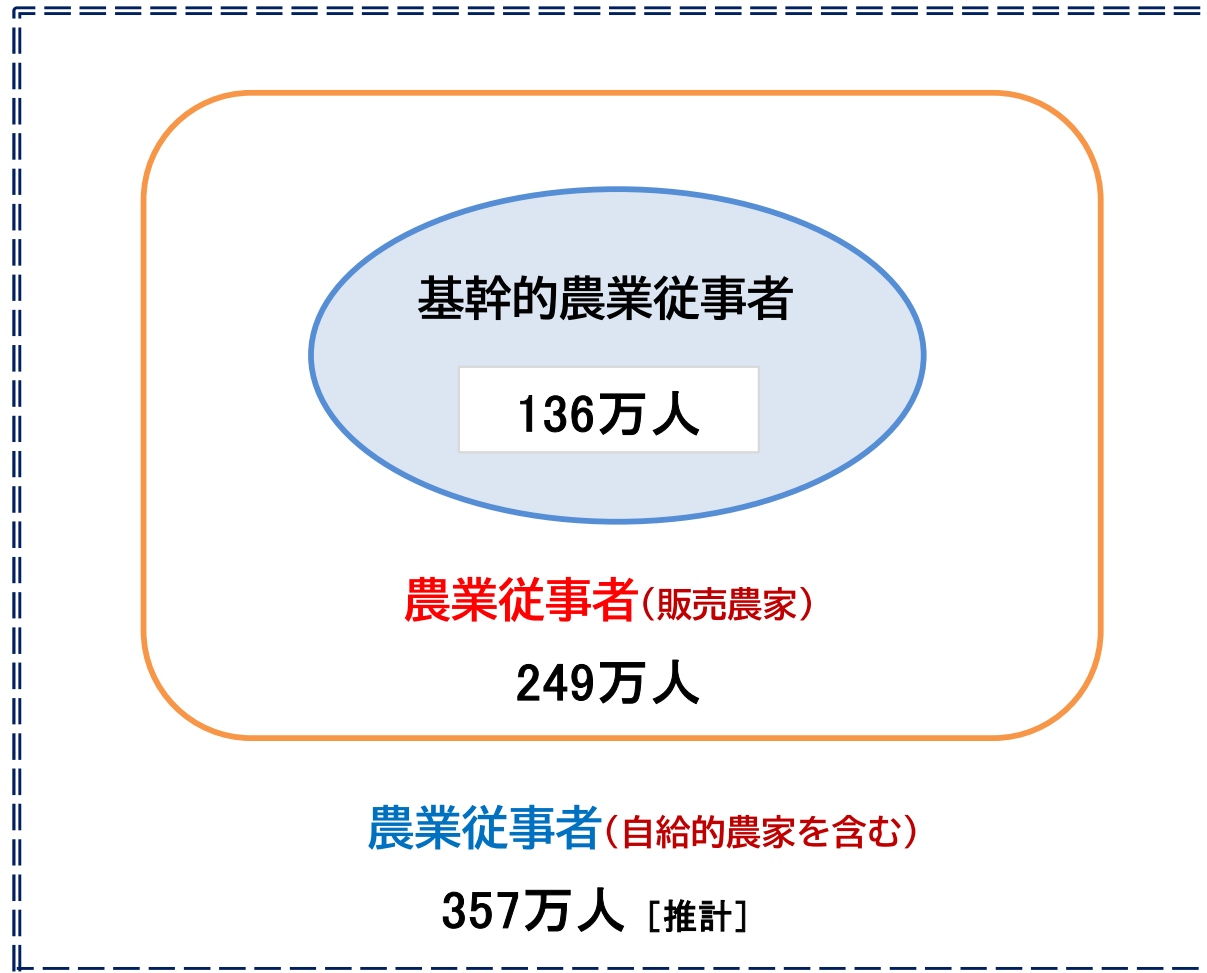 基幹的農業従事者
136万人
農業従事者(販売農家)
249万人
農業従事者(自給的農家を含む)
357万人 [推計]